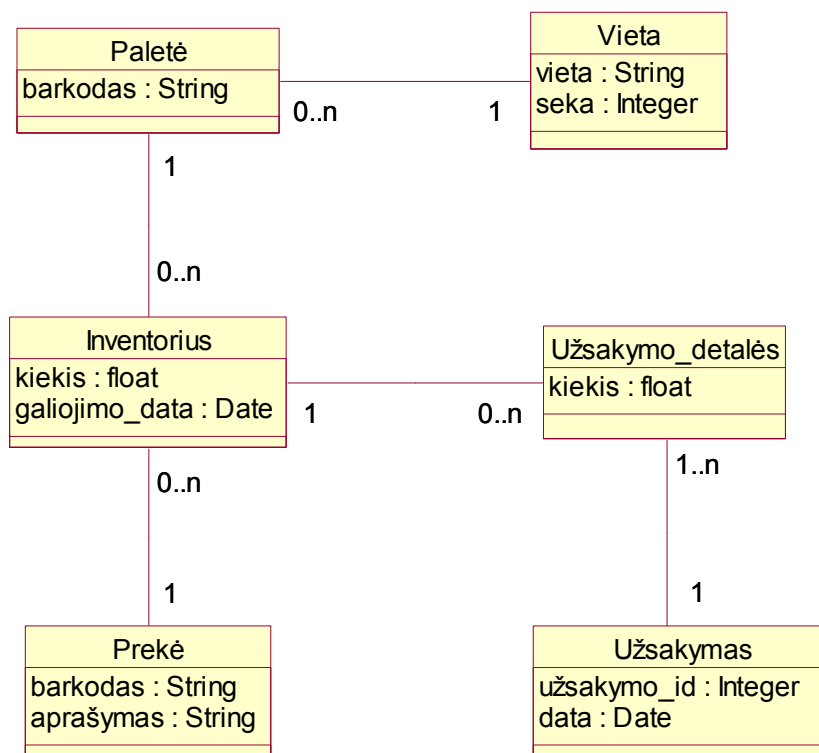 Paletė
barkodas : String
Vieta
vieta : String
seka : Integer
0..n
1
1
0..n
Inventorius
kiekis : float
galiojimo_data : Date
Užsakymo_detalės
kiekis : float
1
0..n
0..n
1..n
1
1
Prekė
barkodas : String
aprašymas : String
Užsakymas
užsakymo_id : Integer
data : Date